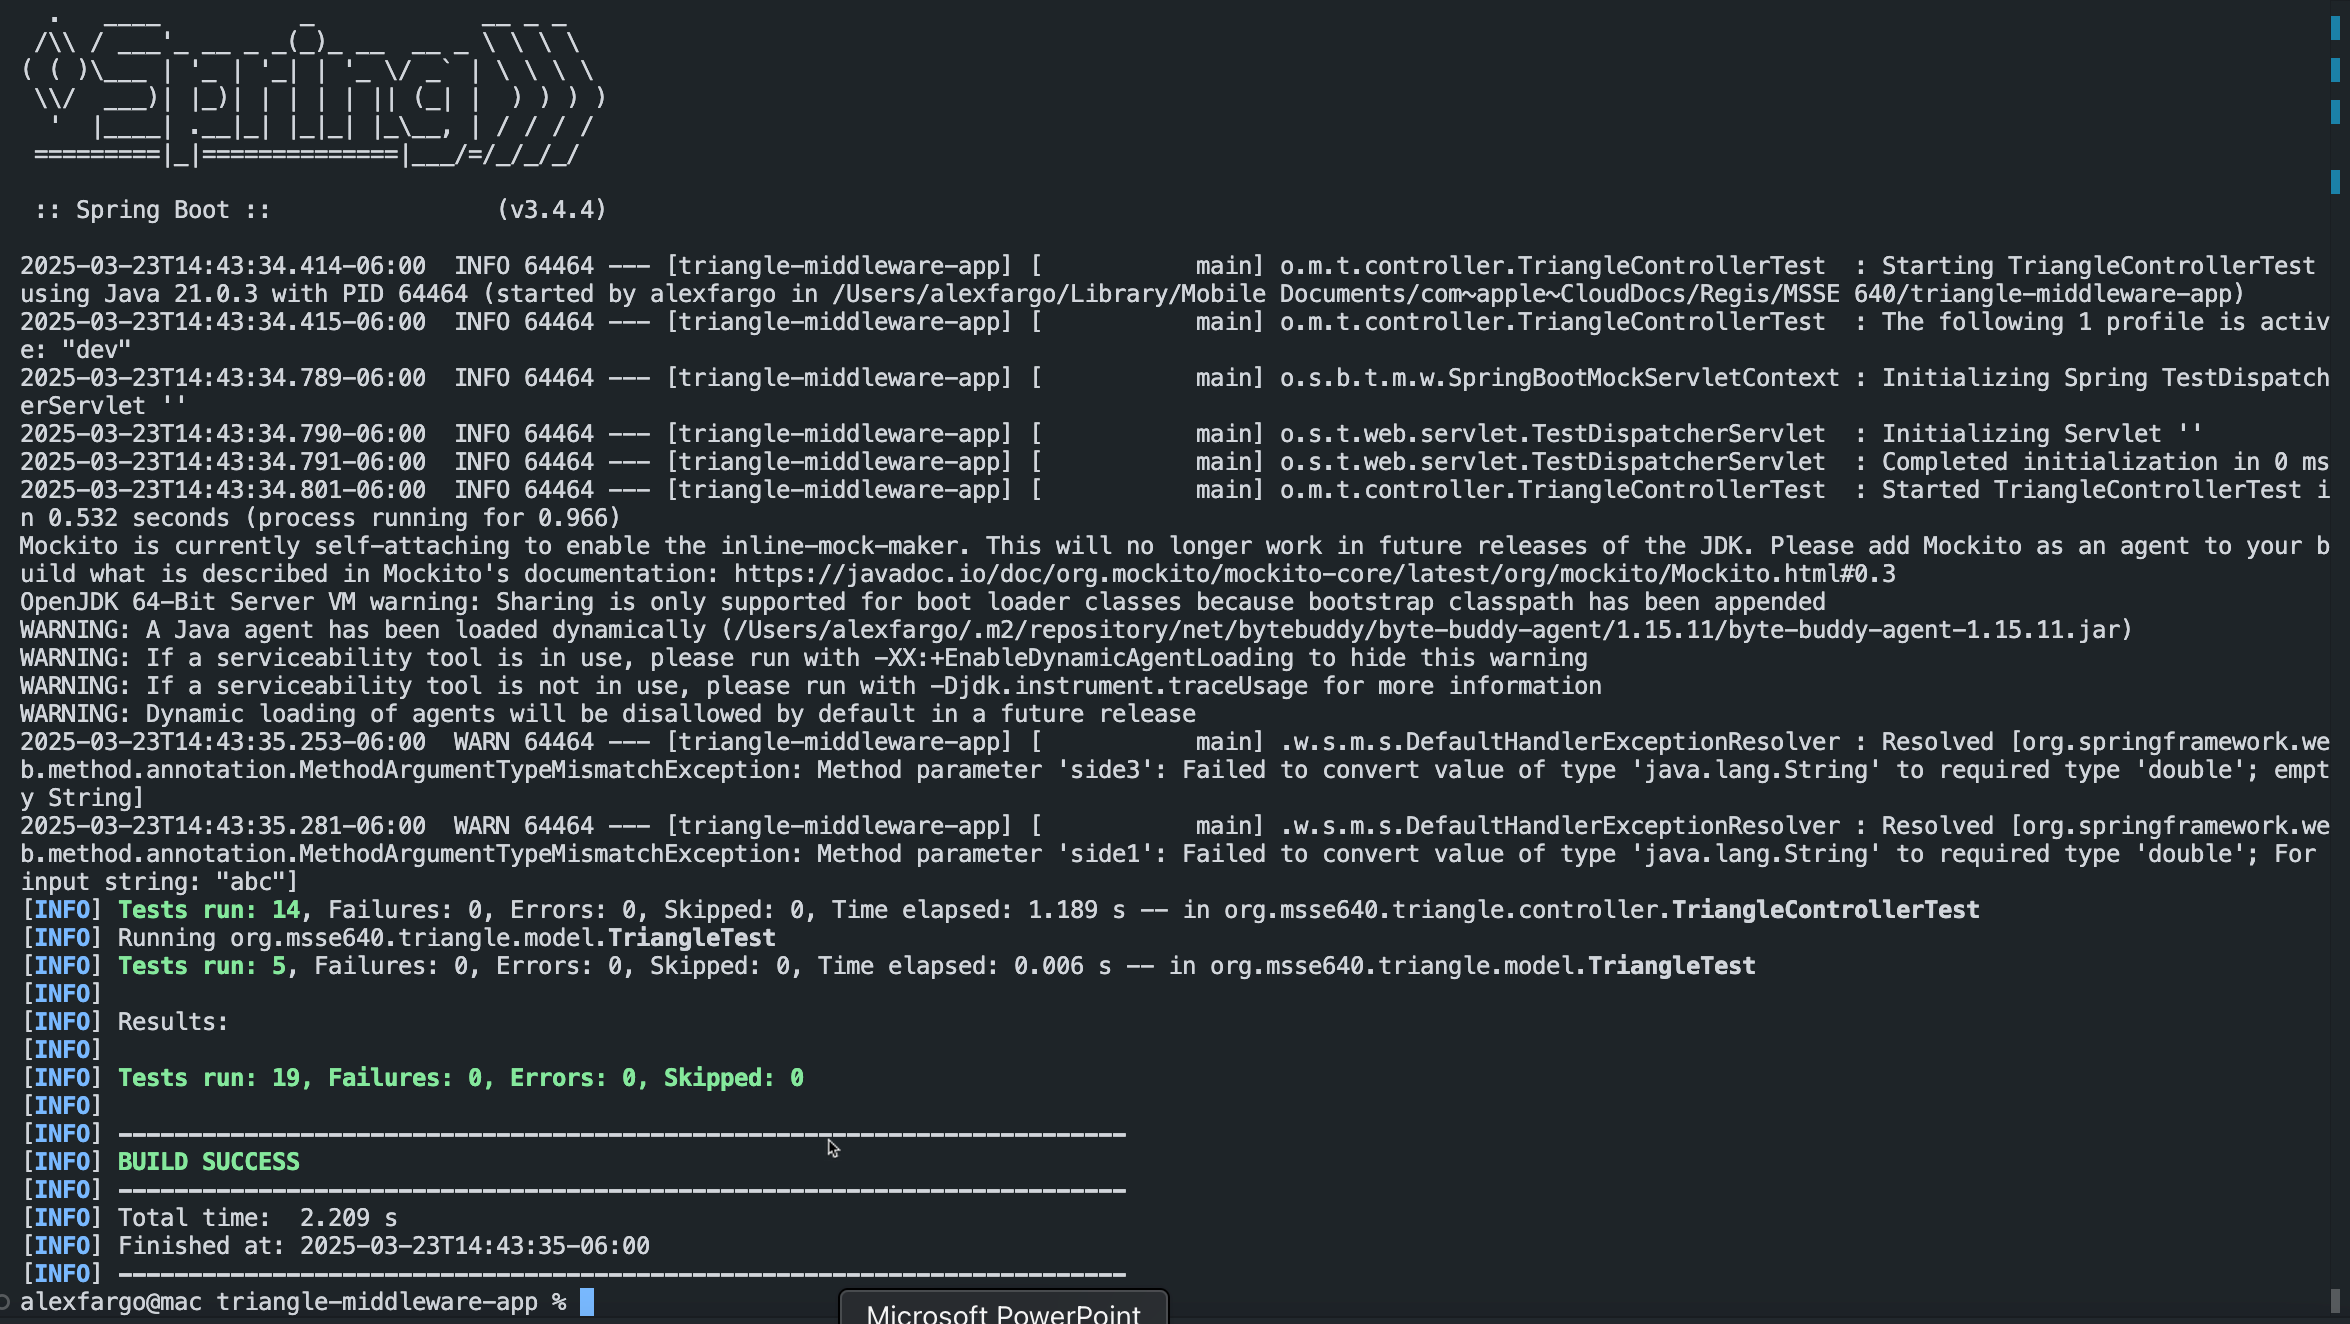 .   ____          _            __ _ _
 /\\ / ___'_ __ _ _(_)_ __  __ _ \ \ \ \
( ( )\___ | '_ | '_| | '_ \/ _` | \ \ \ \
 \\/  ___)| |_)| | | | | || (_| |  ) ) ) )
  '  |____| .__|_| |_|_| |_\__, | / / / /
 =========|_|==============|___/=/_/_/_/
 :: Spring Boot ::                (v3.4.4)
2025-03-23T14:43:34.414-06:00  INFO 64464 --- [triangle-middleware-app] [           main] o.m.t.controller.TriangleControllerTest  : Starting TriangleControllerTest
using Java 21.0.3 with PID 64464 (started by alexfargo in /Users/alexfargo/Library/Mobile Documents/com~apple~CloudDocs/Regis/MSSE 640/triangle-middleware-app)
2025-03-23T14:43:34.415-06:00  INFO 64464 --- [triangle-middleware-app] [           main] o.m.t.controller.TriangleControllerTest  : The following 1 profile is activ
e: "dev"
2025-03-23T14:43:34.789-06:00  INFO 64464 --- [triangle-middleware-app] [           main] o.s.b.t.m.w.SpringBootMockServletContext : Initializing Spring TestDispatch
erServlet ''
2025-03-23T14:43:34.790-06:00  INFO 64464 --- [triangle-middleware-app] [           main] o.s.t.web.servlet.TestDispatcherServlet  : Initializing Servlet ''
2025-03-23T14:43:34.791-06:00  INFO 64464 --- [triangle-middleware-app] [           main] o.s.t.web.servlet.TestDispatcherServlet  : Completed initialization in 0 ms
2025-03-23T14:43:34.801-06:00  INFO 64464 --- [triangle-middleware-app] [           main] o.m.t.controller.TriangleControllerTest  : Started TriangleControllerTest i
n 0.532 seconds (process running for 0.966)
Mockito is currently self-attaching to enable the inline-mock-maker. This will no longer work in future releases of the JDK. Please add Mockito as an agent to your b
uild what is described in Mockito's documentation: https://javadoc.io/doc/org.mockito/mockito-core/latest/org/mockito/Mockito.html#0.3
OpenJDK 64-Bit Server VM warning: Sharing is only supported for boot loader classes because bootstrap classpath has been appended
WARNING: A Java agent has been loaded dynamically (/Users/alexfargo/.m2/repository/net/bytebuddy/byte-buddy-agent/1.15.11/byte-buddy-agent-1.15.11.jar)
WARNING: If a serviceability tool is in use, please run with -XX:+EnableDynamicAgentLoading to hide this warning
WARNING: If a serviceability tool is not in use, please run with -Djdk.instrument.traceUsage for more information
WARNING: Dynamic loading of agents will be disallowed by default in a future release
2025-03-23T14:43:35.253-06:00  WARN 64464 --- [triangle-middleware-app] [           main] .w.s.m.s.DefaultHandlerExceptionResolver : Resolved [org.springframework.we
b.method.annotation.MethodArgumentTypeMismatchException: Method parameter 'side3': Failed to convert value of type 'java.lang.String' to required type 'double'; empt
y String]
2025-03-23T14:43:35.281-06:00  WARN 64464 --- [triangle-middleware-app] [           main] .w.s.m.s.DefaultHandlerExceptionResolver : Resolved [org.springframework.we
b.method.annotation.MethodArgumentTypeMismatchException: Method parameter 'side1': Failed to convert value of type 'java.lang.String' to required type 'double'; For
input string: "abc"]
[INFO] Tests run: 14, Failures: 0, Errors: 0, Skipped: 0, Time elapsed: 1.189 s -- in org.msse640.triangle.controller.TriangleControllerTest
[INFO] Running org.msse640.triangle.model.TriangleTest
[INFO] Tests run: 5, Failures: 0, Errors: 0, Skipped: 0, Time elapsed: 0.006 s -- in org.msse640.triangle.model.TriangleTest
[INFO]
[INFO] Results:
[INFO]
[INFO] Tests run: 19, Failures: 0, Errors: 0, Skipped: 0
[INFO]
[INFO] ------------------------------------------------------------------------
[INFO] BUILD SUCCESS
[INFO] ------------------------------------------------------------------------
[INFO] Total time:  2.209 s
[INFO] Finished at: 2025-03-23T14:43:35-06:00
[INFO] ------------------------------------------------------------------------
alexfargo@mac triangle-middleware-app %
Microsoft PowerPoint